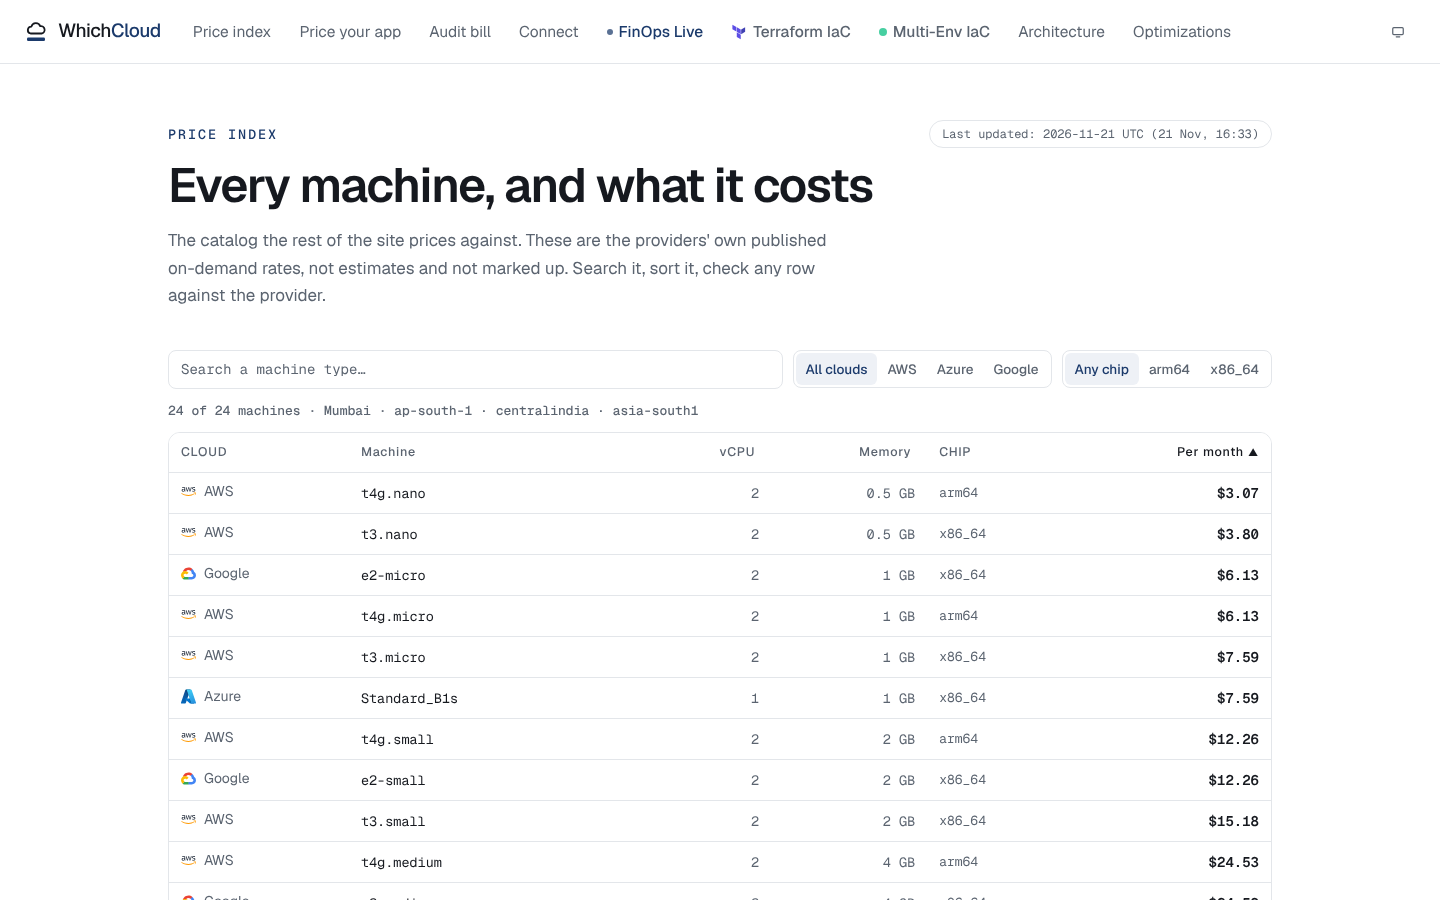 WhichCloud Price index Price your app Audit bill Connect FinOps Live Terraform IaC Multi-Env IaC Architecture Optimizations
PRICE INDEX
Last updated: 2026-11-21 UTC (21 Nov, 16:33)
Every machine, and what it costs
The catalog the rest of the site prices against. These are the providers' own published
on-demand rates, not estimates and not marked up. Search it, sort it, check any row
against the provider.
Search a machine type… All clouds AWS Azure Google Any chip arm64 x86_64
24 of 24 machines · Mumbai · ap-south-1 · centralindia · asia-south1
CLOUD Machine vCPU Memory CHIP Per month ▲
aws AWS t4g.nano 2 0.5 GB arm64 $3.07
aws AWS t3.nano 2 0.5 GB x86_64 $3.80
Google e2-micro 2 1 GB x86_64 $6.13
aws AWS t4g.micro 2 1 GB arm64 $6.13
aws AWS t3.micro 2 1 GB x86_64 $7.59
Azure Standard_B1s 1 1 GB x86_64 $7.59
aws AWS t4g.small 2 2 GB arm64 $12.26
Google e2-small 2 2 GB x86_64 $12.26
aws AWS t3.small 2 2 GB x86_64 $15.18
aws AWS t4g.medium 2 4 GB arm64 $24.53